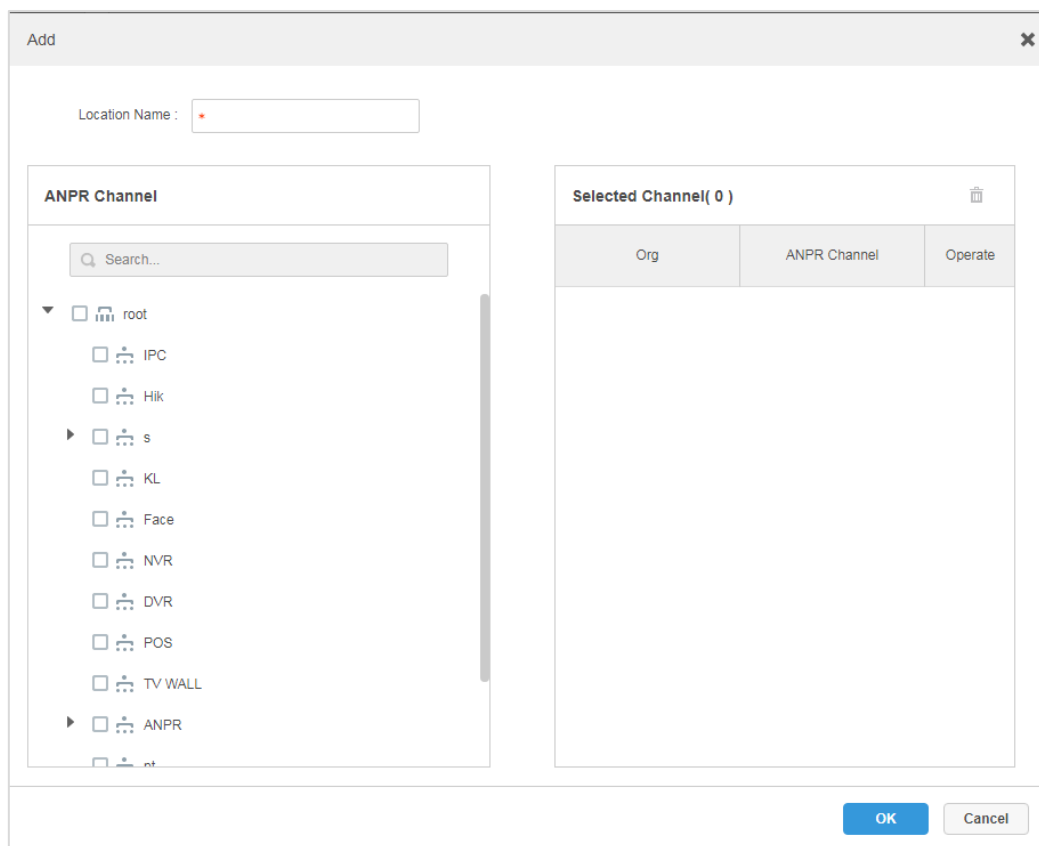 Add
Location Name : *
ANPR Channel
Search...
root
IPC
Hik
s
KL
Face
NVR
DVR
POS
TV WALL
ANPR
nt
Selected Channel( 0 )
Org ANPR Channel Operate
OK Cancel